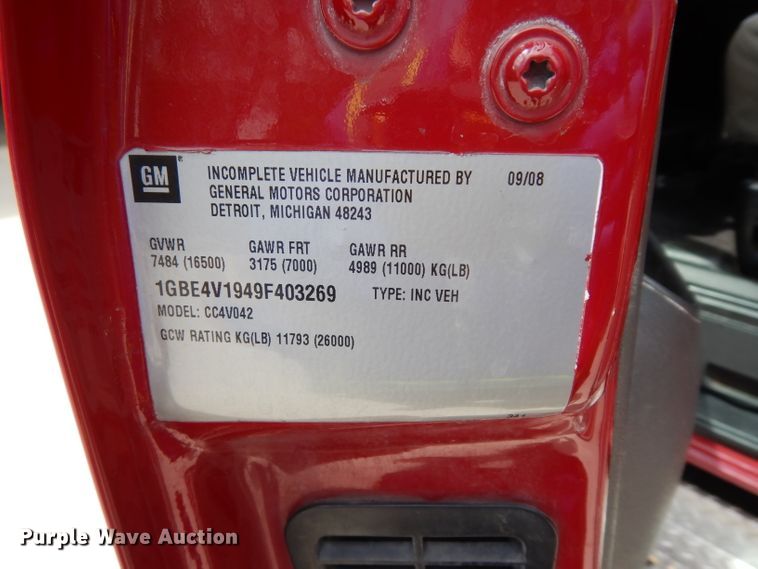 GM
INCOMPLETE VEHICLE MANUFACTURED BY 09/08
GENERAL MOTORS CORPORATION
DETROIT, MICHIGAN 48243
GVWR GAWR FRT GAWR RR
7484 (16500) 3175 (7000) 4989 (11000) KG(LB)
1GBE4V1949F403269 TYPE: INC VEH
MODEL: CC4V042
GCW RATING KG(LB) 11793 (26000)
Purple Wave Auction